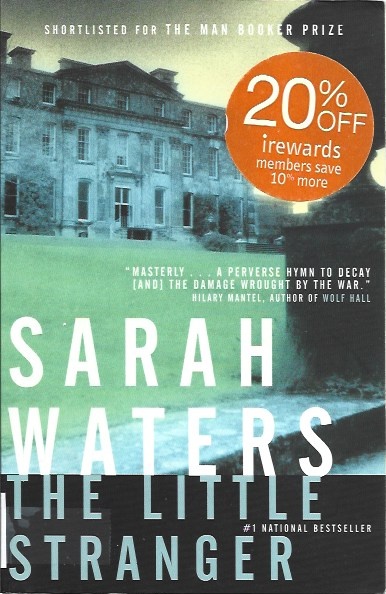 SHORTLISTED FOR THE MAN BOOKER PRIZE
20% OFF
irewards
members save
10% more
"MASTERLY . . . A PERVERSE HYMN TO DECAY
[AND] THE DAMAGE WROUGHT BY THE WAR."
HILARY MANTEL, AUTHOR OF WOLF HALL
SARAH
WATERS
THE LITTLE
#1 NATIONAL BESTSELLER
STRANGER